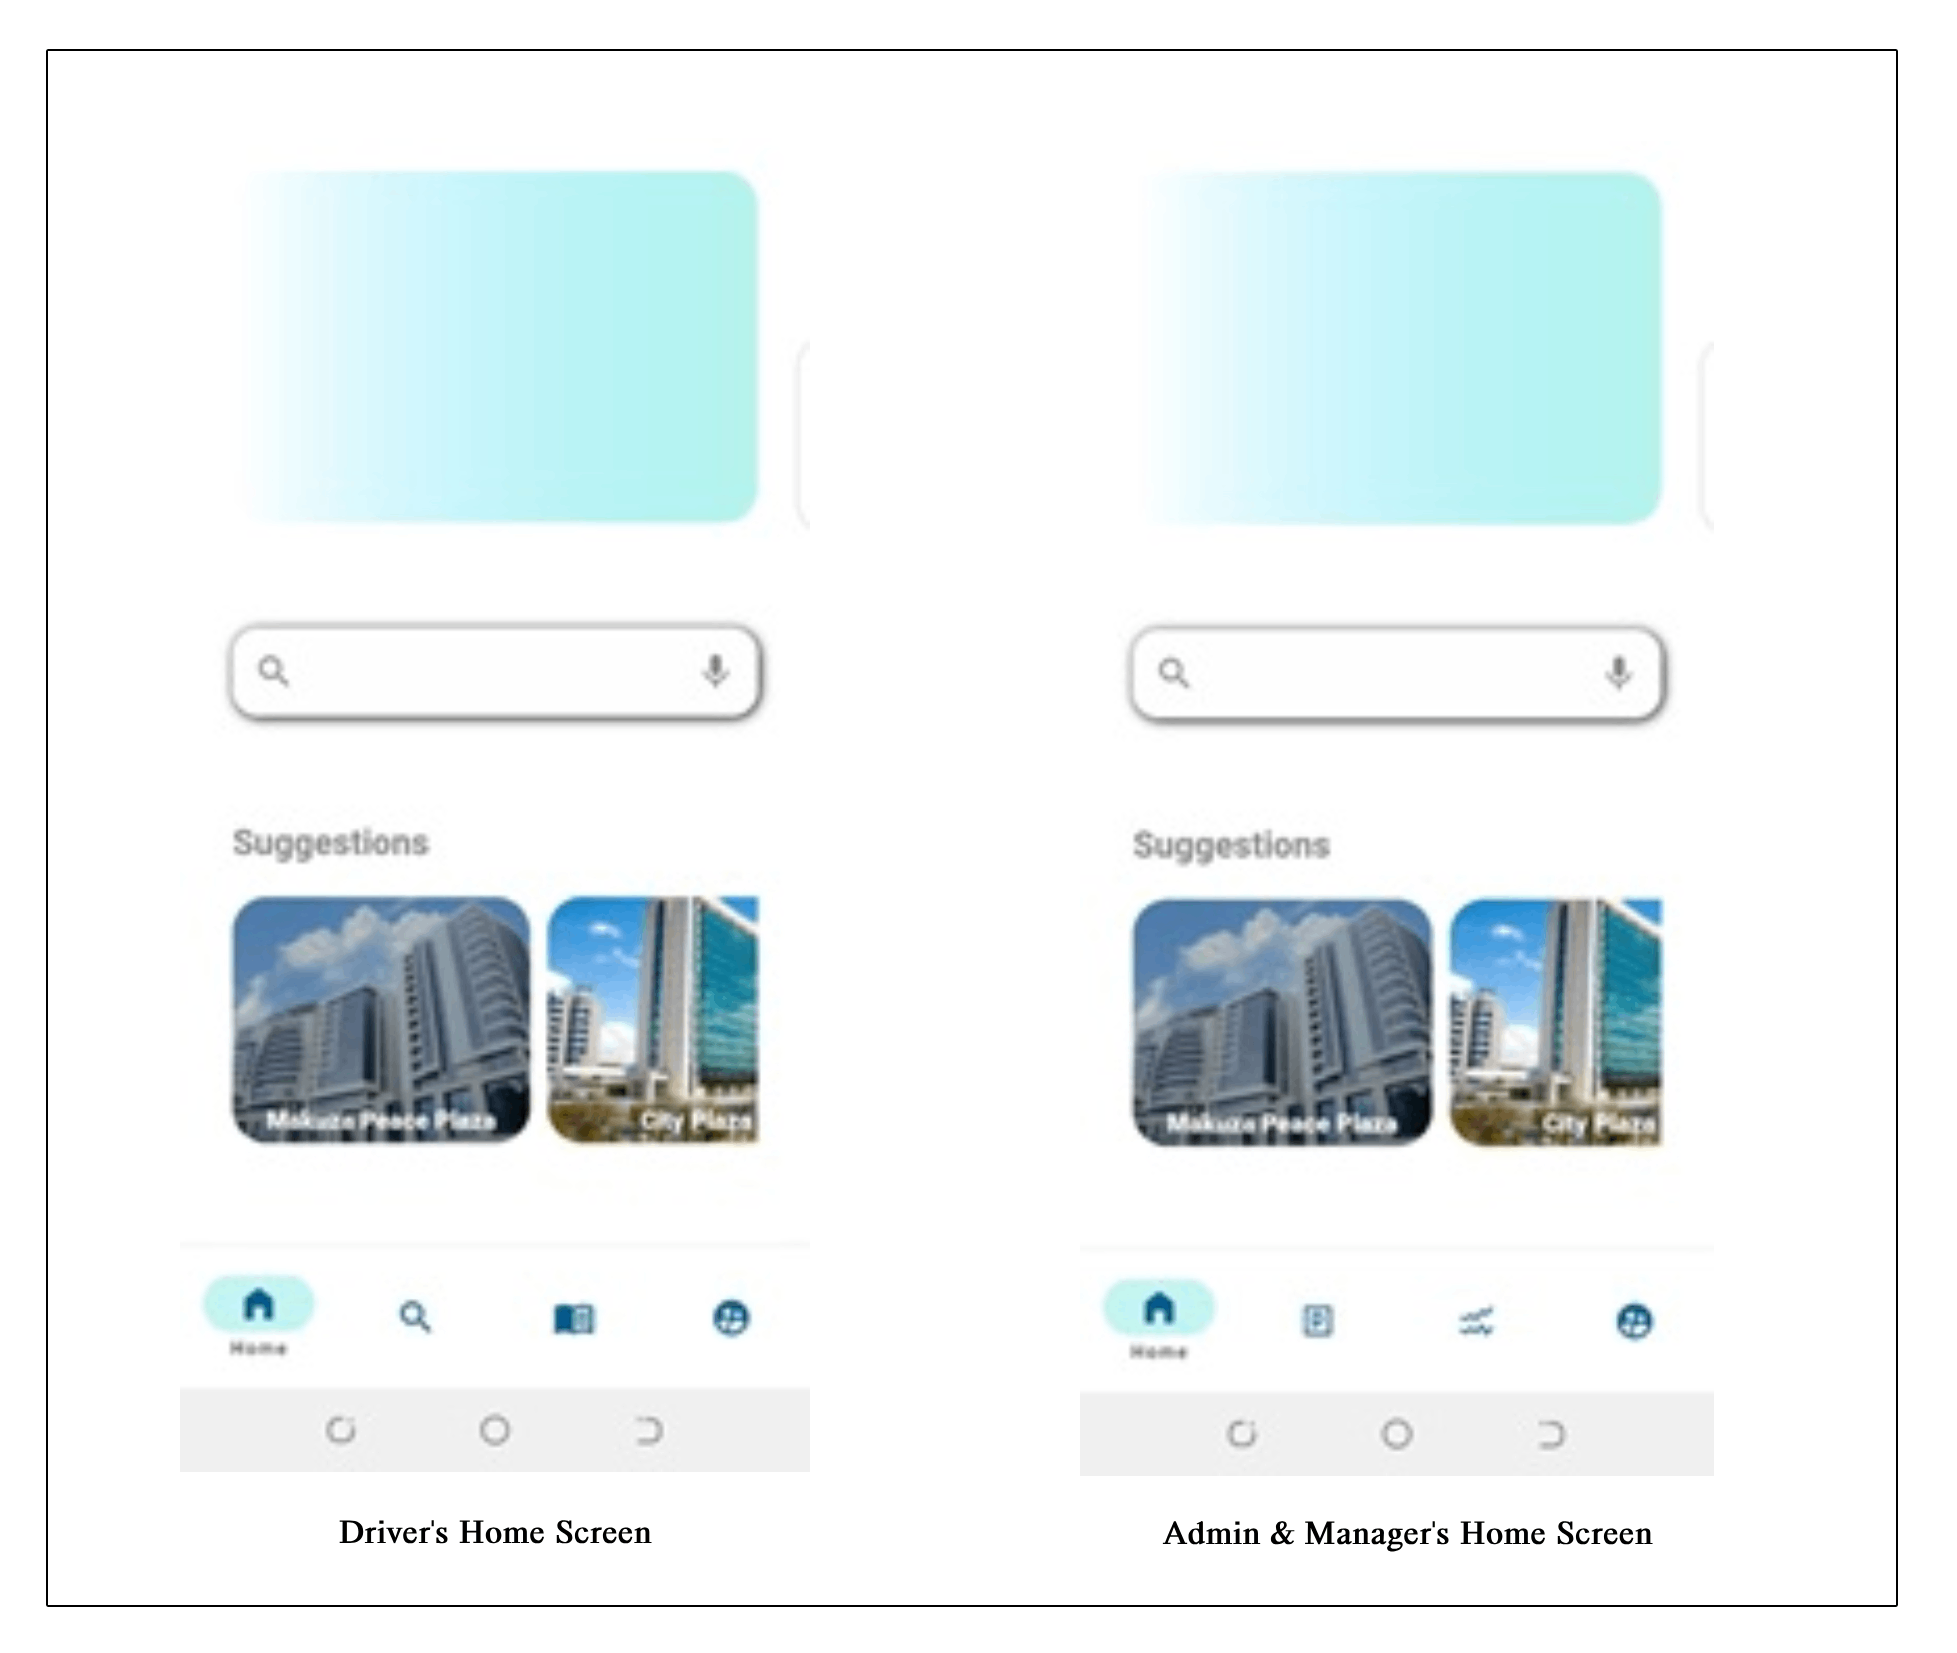 Suggestions
Makuza Peace Plaza
City Plaza
Home
Driver's Home Screen
Suggestions
Makuza Peace Plaza
City Plaza
P
Home
Admin & Manager's Home Screen